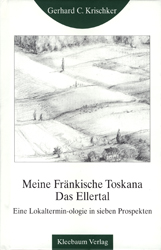 Gerhard C. Krischker
Meine Fränkische Toskana
Das Ellertal
Eine Lokaltermin-ologie in sieben Prospekten
Kleebaum Verlag